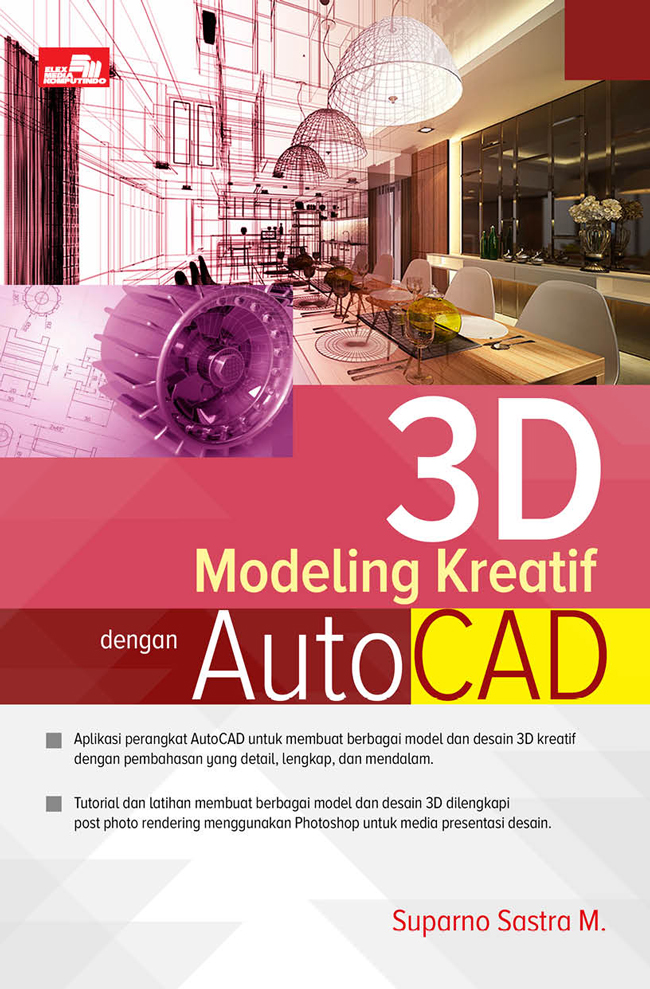 ELEX
MEDIA
KOMPUTINDO
3D
Modeling Kreatif
dengan
AutoCAD
Aplikasi perangkat AutoCAD untuk membuat berbagai model dan desain 3D kreatif
dengan pembahasan yang detail, lengkap, dan mendalam.
Tutorial dan latihan membuat berbagai model dan desain 3D dilengkapi
post photo rendering menggunakan Photoshop untuk media presentasi desain.
Suparno Sastra M.